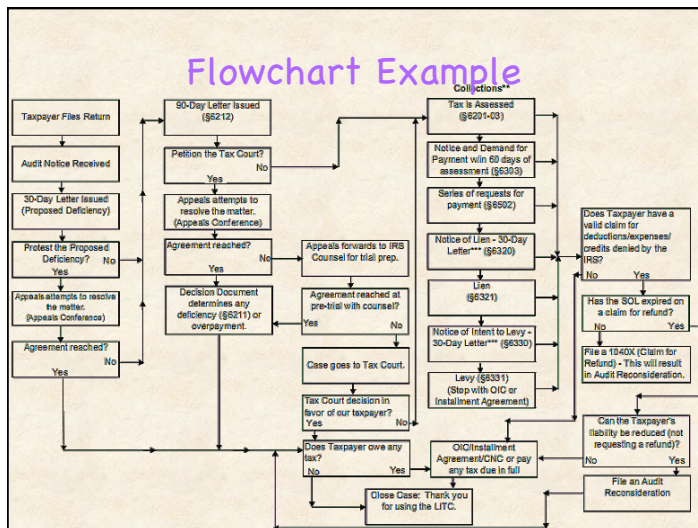 Flowchart Example
Taxpayer Files Return
Audit Notice Received
30-Day Letter Issued
(Proposed Deficiency)
Protest the Proposed
Deficiency?
No
Yes
Appeals attempts to resolve
the matter.
(Appeals Conference)
Agreement reached?
No
Yes
90-Day Letter Issued
(§6212)
Petition the Tax Court?
No
Yes
Appeals attempts to
resolve the matter.
(Appeals Conference)
Agreement reached?
No
Yes
Decision Document
determines any
deficiency (§6211) or
overpayment.
Appeals forwards to IRS
Counsel for trial prep.
Agreement reached at
pre-trial with counsel?
Yes
No
Case goes to Tax Court.
Tax Court decision in
favor of our taxpayer?
Yes
No
Does Taxpayer owe any
tax?
No
Yes
Close Case: Thank you
for using the LITC.
Collections**
Tax is Assessed
(§6201-03)
Notice and Demand for
Payment w/in 60 days of
assessment (§6303)
Series of requests for
payment (§6502)
Notice of Lien - 30-Day
Letter*** (§6320)
Lien
(§6321)
Notice of Intent to Levy -
30-Day Letter*** (§6330)
Levy (§6331)
(Stop with OIC or
Installment Agreement)
OIC/Installment
Agreement/CNC or pay
any tax due in full
Does Taxpayer have a
valid claim for
deductions/expenses/
credits denied by the
IRS?
No
Yes
Has the SOL expired on
a claim for refund?
No
Yes
File a 1040X (Claim for
Refund) - This will result
in Audit Reconsideration.
Can the Taxpayer's
liability be reduced (not
requesting a refund)?
No
Yes
File an Audit
Reconsideration